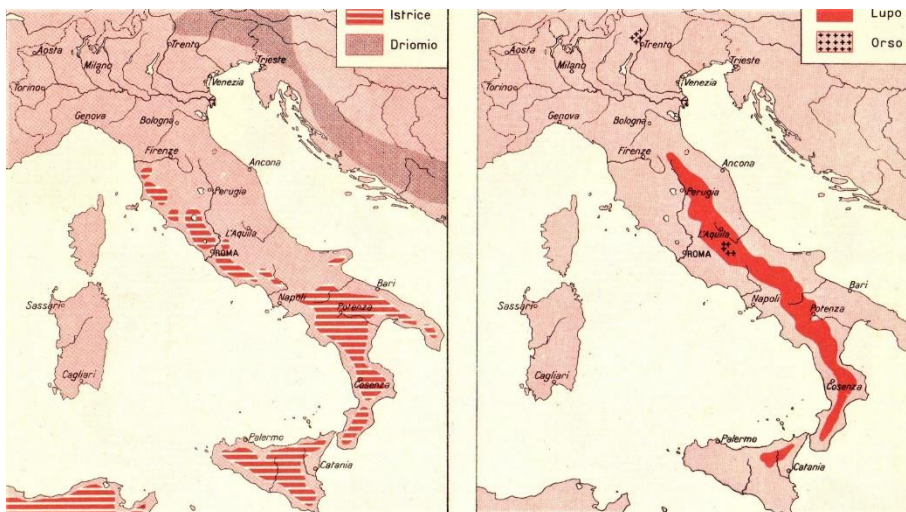 Istrice
Driomio
Aosta
Trento
Milano
Trieste
Venezia
Torino
Genova
Bologna
Firenze
Ancona
Perugia
L'Aquila
ROMA
Bari
Napoli
Potenza
Sassari
Cagliari
Cosenza
Palermo
Catania
Lupo
Orso
Aosta
Trento
Milano
Trieste
Venezia
Torino
Genova
Bologna
Firenze
Ancona
Perugia
L'Aquila
ROMA
Bari
Napoli
Potenza
Sassari
Cagliari
Cosenza
Palermo
Catania